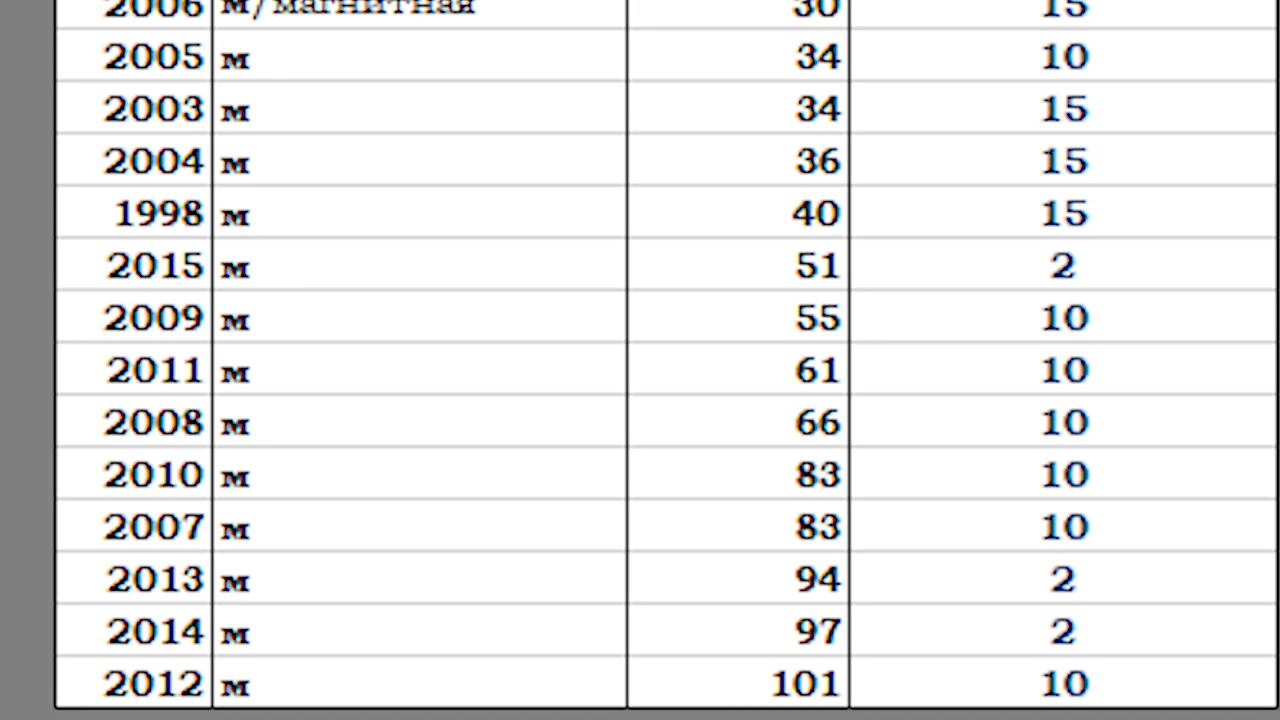 2006 м/магнитная 30 15
2005 м 34 10
2003 м 34 15
2004 м 36 15
1998 м 40 15
2015 м 51 2
2009 м 55 10
2011 м 61 10
2008 м 66 10
2010 м 83 10
2007 м 83 10
2013 м 94 2
2014 м 97 2
2012 м 101 10